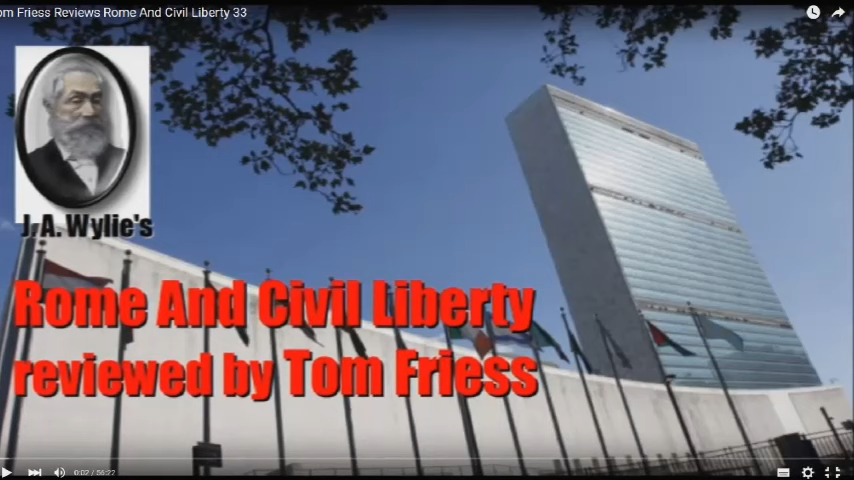 om Friess Reviews Rome And Civil Liberty 33
J. A. Wylie's
Rome And Civil Liberty
reviewed by Tom Friess
0:02 / 56:22